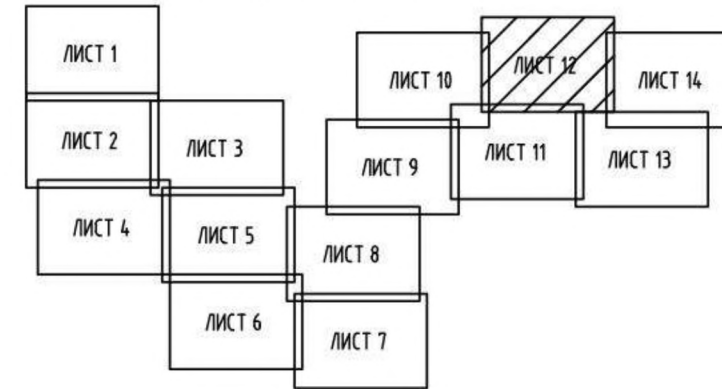 ЛИСТ 1
ЛИСТ 2
ЛИСТ 3
ЛИСТ 4
ЛИСТ 5
ЛИСТ 6
ЛИСТ 7
ЛИСТ 8
ЛИСТ 9
ЛИСТ 10
ЛИСТ 11
ЛИСТ 12
ЛИСТ 13
ЛИСТ 14